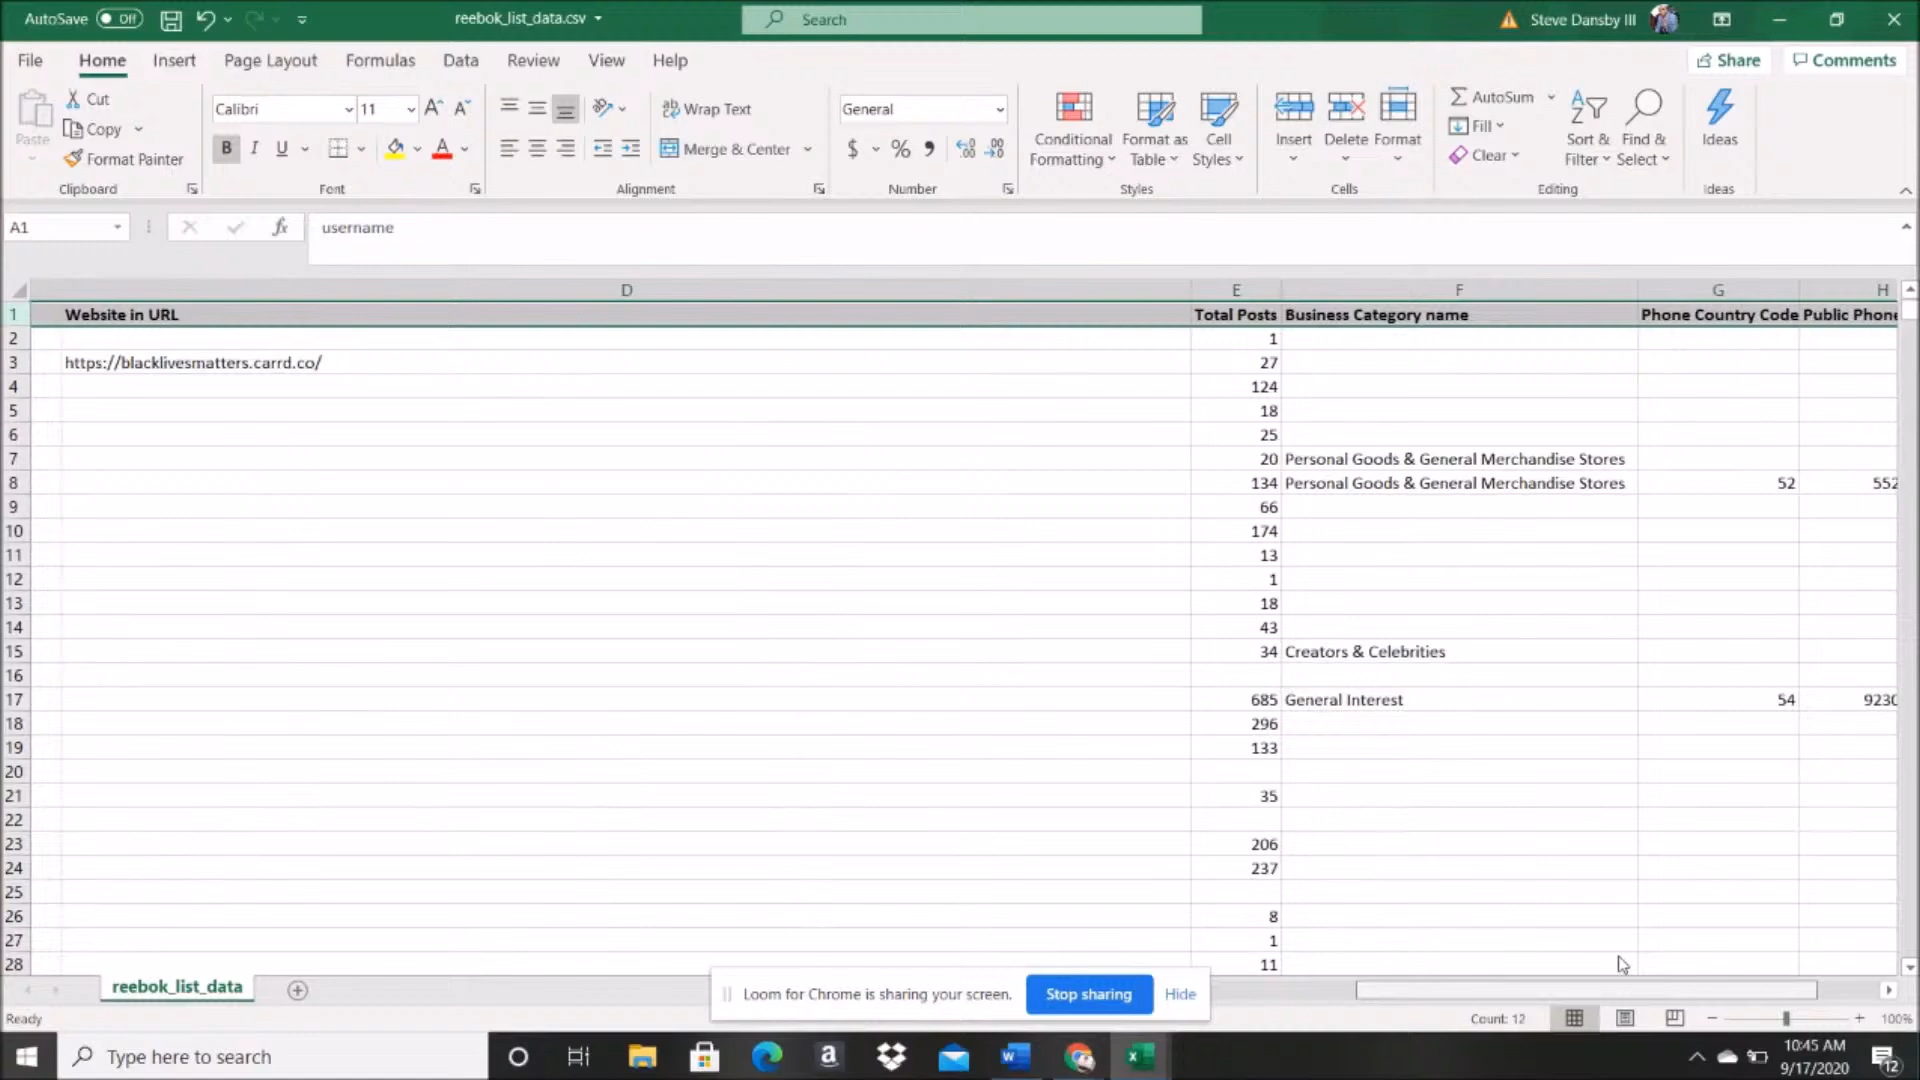 AutoSave Off reebok_list_data.csv Search Steve Dansby III
File Home Insert Page Layout Formulas Data Review View Help Share Comments
Paste Cut Copy Format Painter Clipboard
Calibri 11 B I U A Font
Wrap Text Merge & Center Alignment
General $ % 9 Number
Conditional Formatting Format as Table Cell Styles Styles
Insert Delete Format Cells
AutoSum Fill Clear Sort & Filter Find & Select Editing
Ideas Ideas
A1 fx username
D E F G H
1 Website in URL Total Posts Business Category name Phone Country Code Public Phone
2 1
3 https://blacklivesmatters.carrd.co/ 27
4 124
5 18
6 25
7 20 Personal Goods & General Merchandise Stores
8 134 Personal Goods & General Merchandise Stores 52 552
9 66
10 174
11 13
12 1
13 18
14 43
15 34 Creators & Celebrities
16
17 685 General Interest 54 9230
18 296
19 133
20
21 35
22
23 206
24 237
25
26 8
27 1
28 11
reebok_list_data
Loom for Chrome is sharing your screen. Stop sharing Hide
Ready Count: 12 100%
Type here to search 10:45 AM
9/17/2020 12